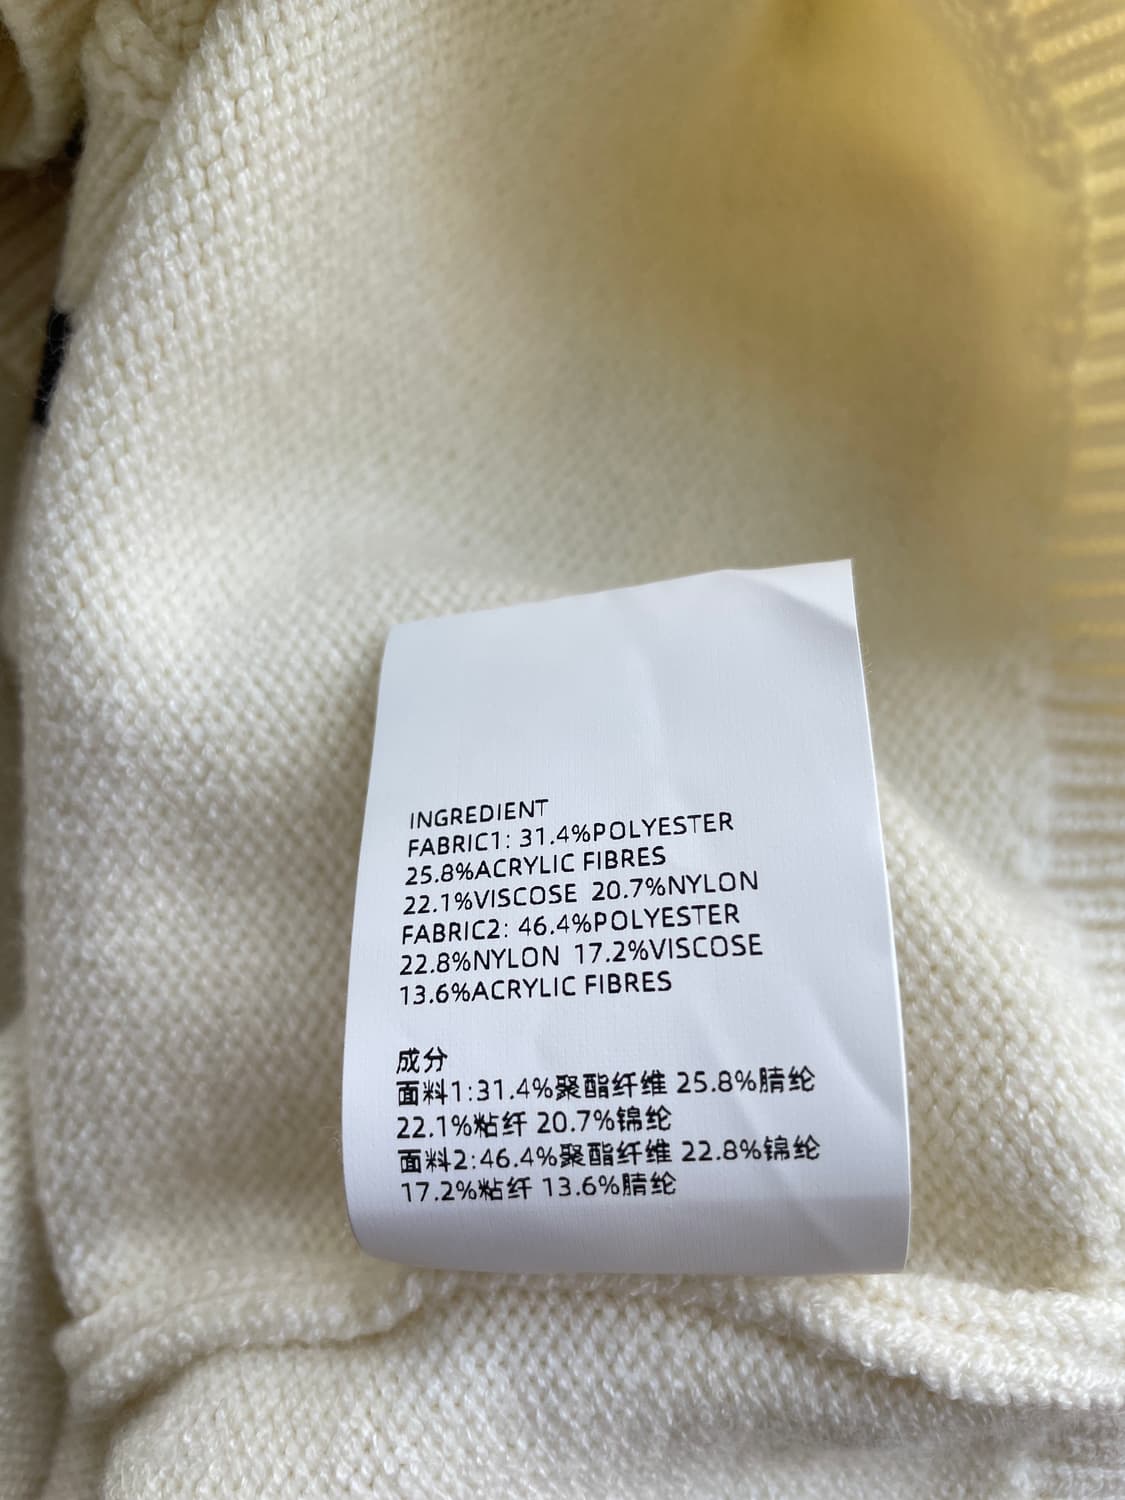 INGREDIENT
FABRIC1: 31.4%POLYESTER
25.8%ACRYLIC FIBRES
22.1%VISCOSE 20.7%NYLON
FABRIC2: 46.4%POLYESTER
22.8%NYLON 17.2%VISCOSE
13.6%ACRYLIC FIBRES
成分
面料1:31.4%聚酯纤维 25.8%腈纶
22.1%粘纤 20.7%锦纶
面料2:46.4%聚酯纤维 22.8%锦纶
17.2%粘纤 13.6%腈纶